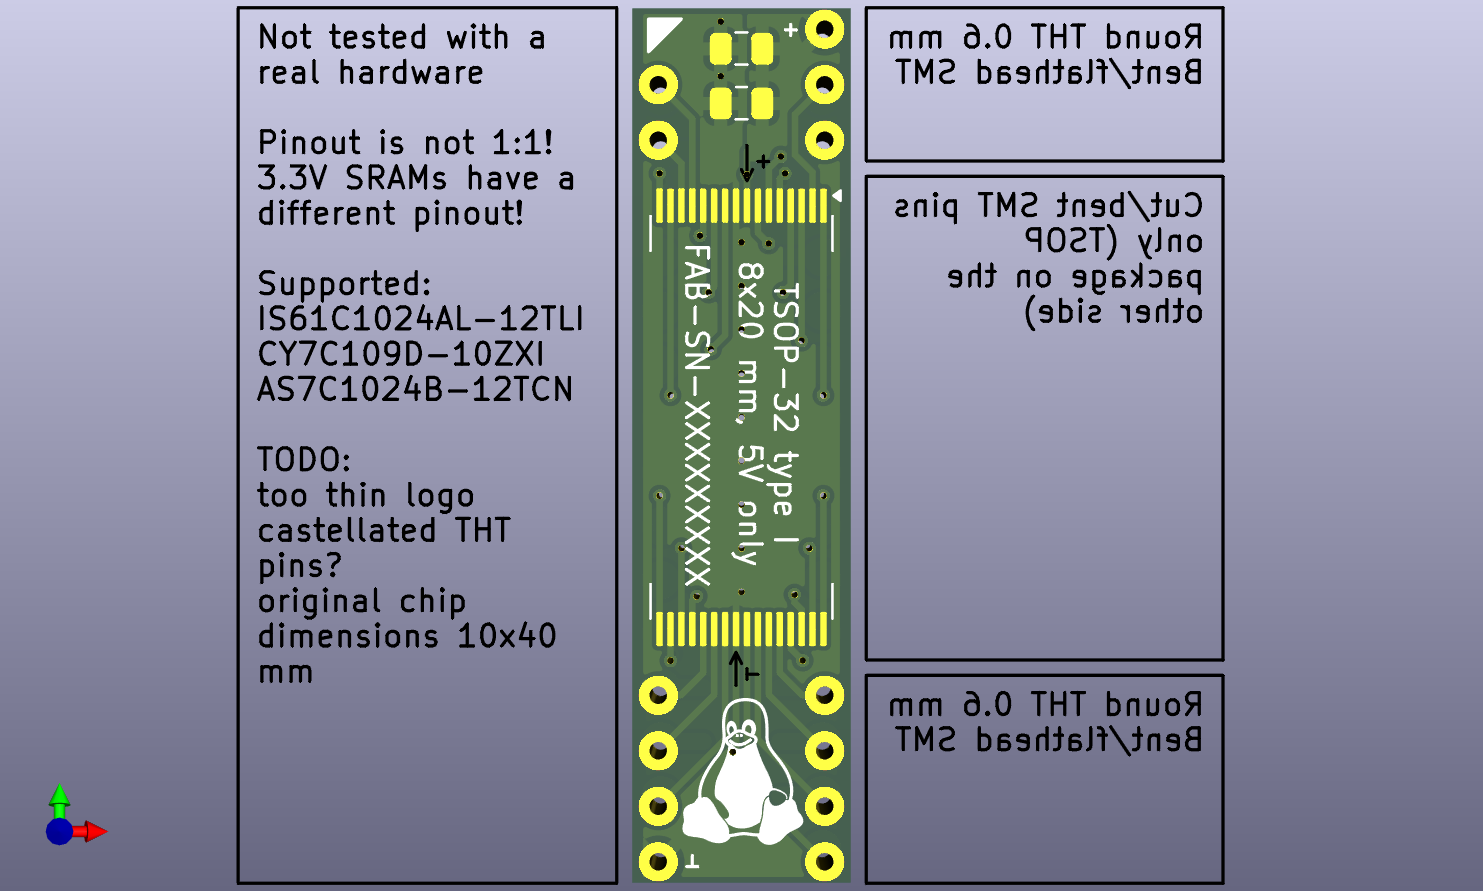 Not tested with a
real hardware
Pinout is not 1:1!
3.3V SRAMs have a
different pinout!
Supported:
IS61C1024AL-12TLI
CY7C109D-10ZXI
AS7C1024B-12TCN
TODO:
too thin logo
castellated THT
pins?
original chip
dimensions 10x40
mm
+
+
TSOP-32 type I
8x20 mm, 5V only
FAB-SN-XXXXXXXXX
Round THT 0.6 mm
Bent/flathead SMT
Cut/bent SMT pins
only (TSOP
package on the
other side)
Round THT 0.6 mm
Bent/flathead SMT